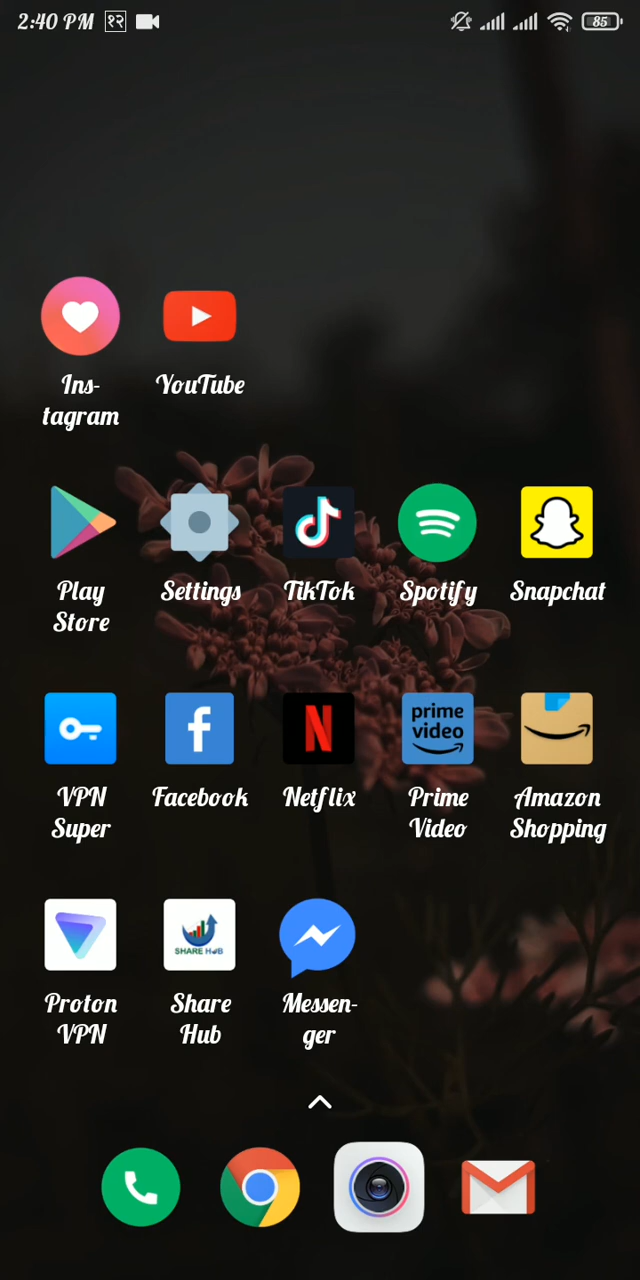 2:40 PM १२ 85
Ins-
tagram
YouTube
Play
Store
Settings
TikTok
Spotify
Snapchat
prime
video
VPN
Super
Facebook
Netflix
Prime
Video
Amazon
Shopping
SHARE HUB
Proton
VPN
Share
Hub
Messen-
ger